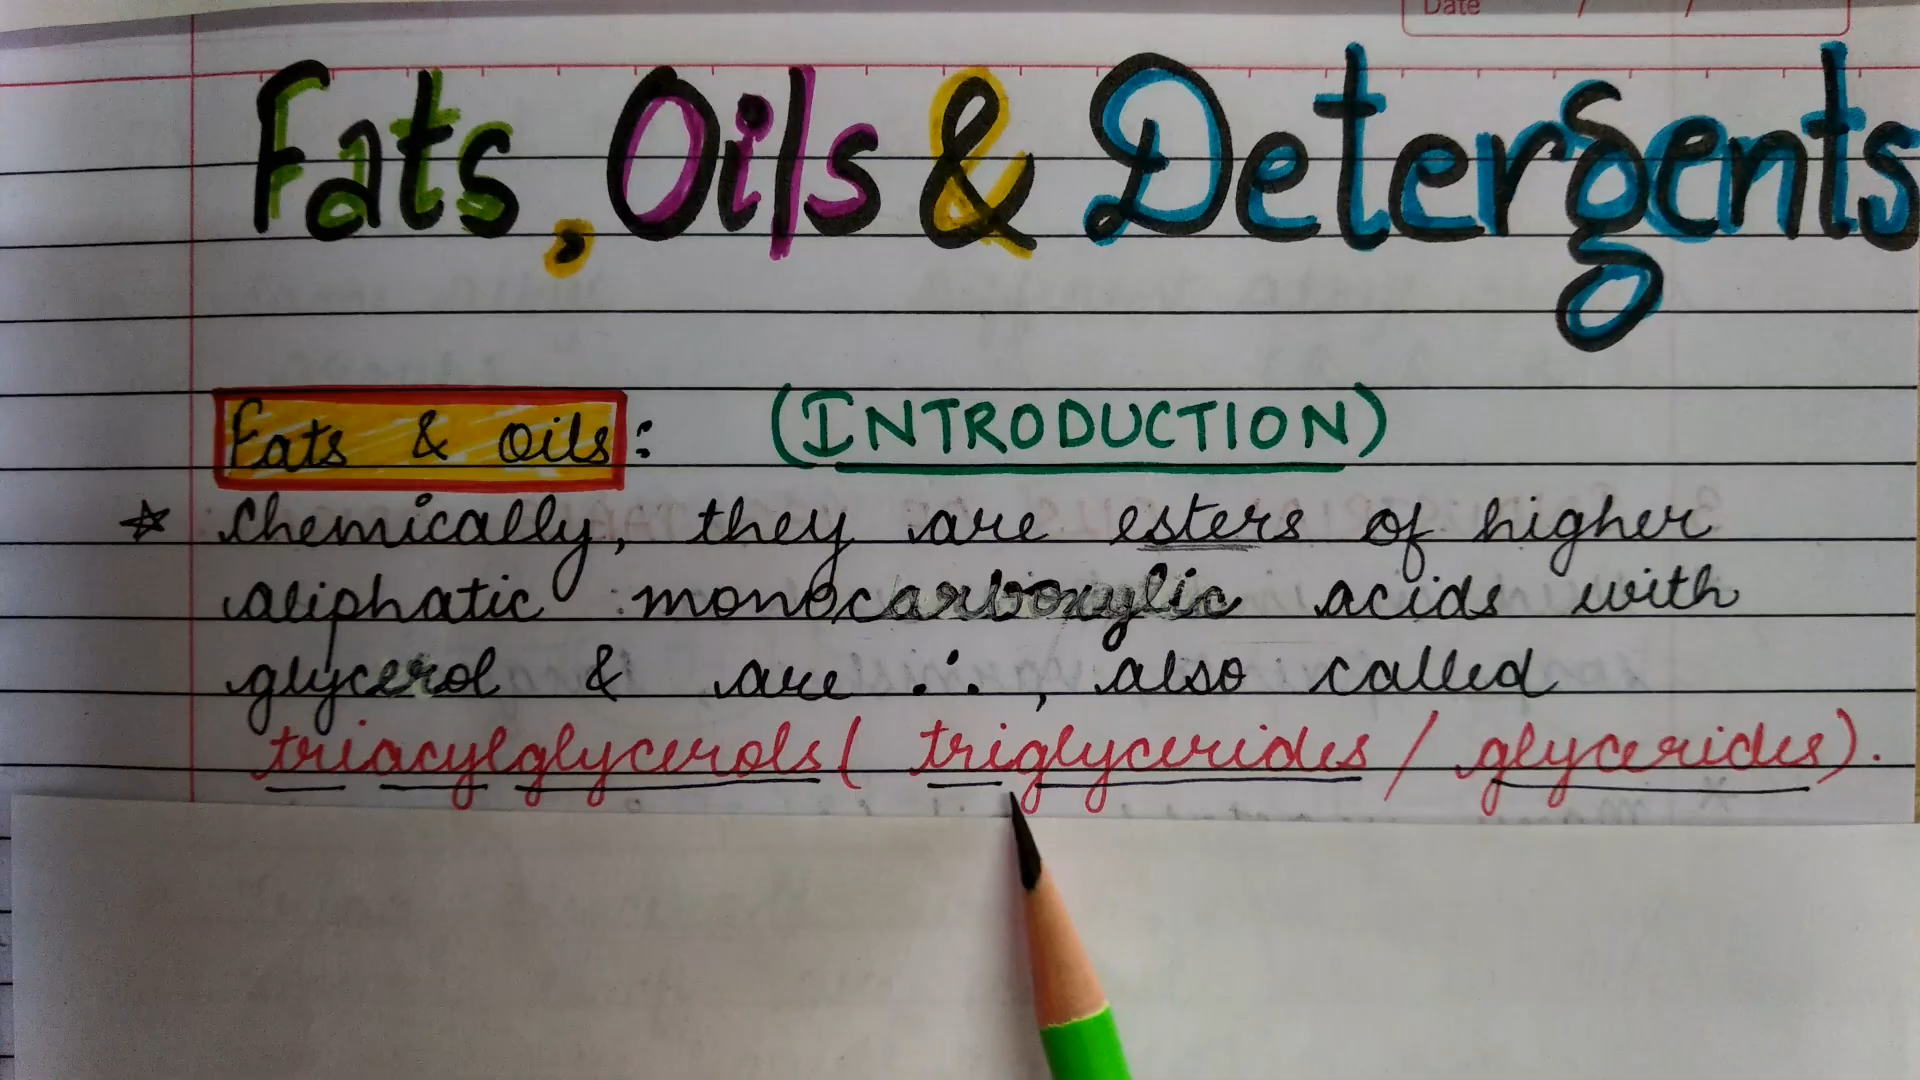 Date / /
Fats, Oils & Detergents
Fats & Oils: (INTRODUCTION)
☆ Chemically, they are esters of higher
aliphatic monocarboxylic acids with
glycerol & are ∴, also called
triacylglycerols (triglycerides / glycerides).